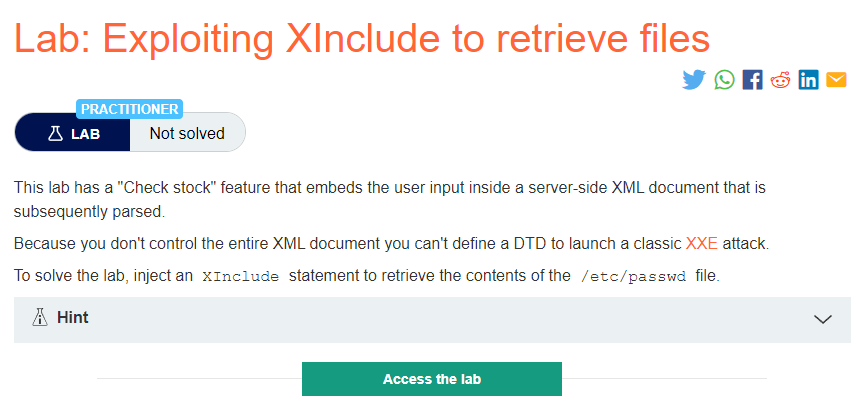 Lab: Exploiting XInclude to retrieve files
PRACTITIONER
LAB Not solved
This lab has a "Check stock" feature that embeds the user input inside a server-side XML document that is
subsequently parsed.
Because you don't control the entire XML document you can't define a DTD to launch a classic XXE attack.
To solve the lab, inject an XInclude statement to retrieve the contents of the /etc/passwd file.
Hint
Access the lab